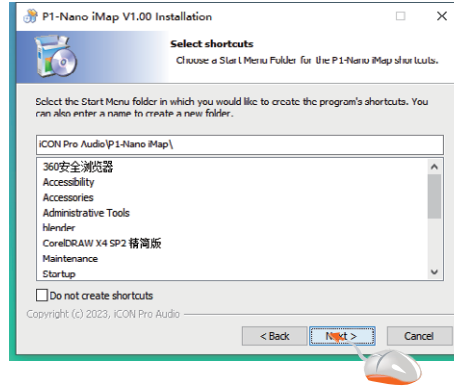 P1-Nano iMap V1.00 Installation
Select shortcuts
Choose a Start Menu Folder for the P1-Nano iMap shortcuts.
Select the Start Menu folder in which you would like to create the program's shortcuts. You
can also enter a name to create a new folder.
iCON Pro Audio\P1-Nano iMap\
360安全浏览器
Accessibility
Accessories
Administrative Tools
blender
CorelDRAW X4 SP2 精简版
Maintenance
Startup
Do not create shortcuts
Copyright (c) 2023, iCON Pro Audio
< Back Next > Cancel